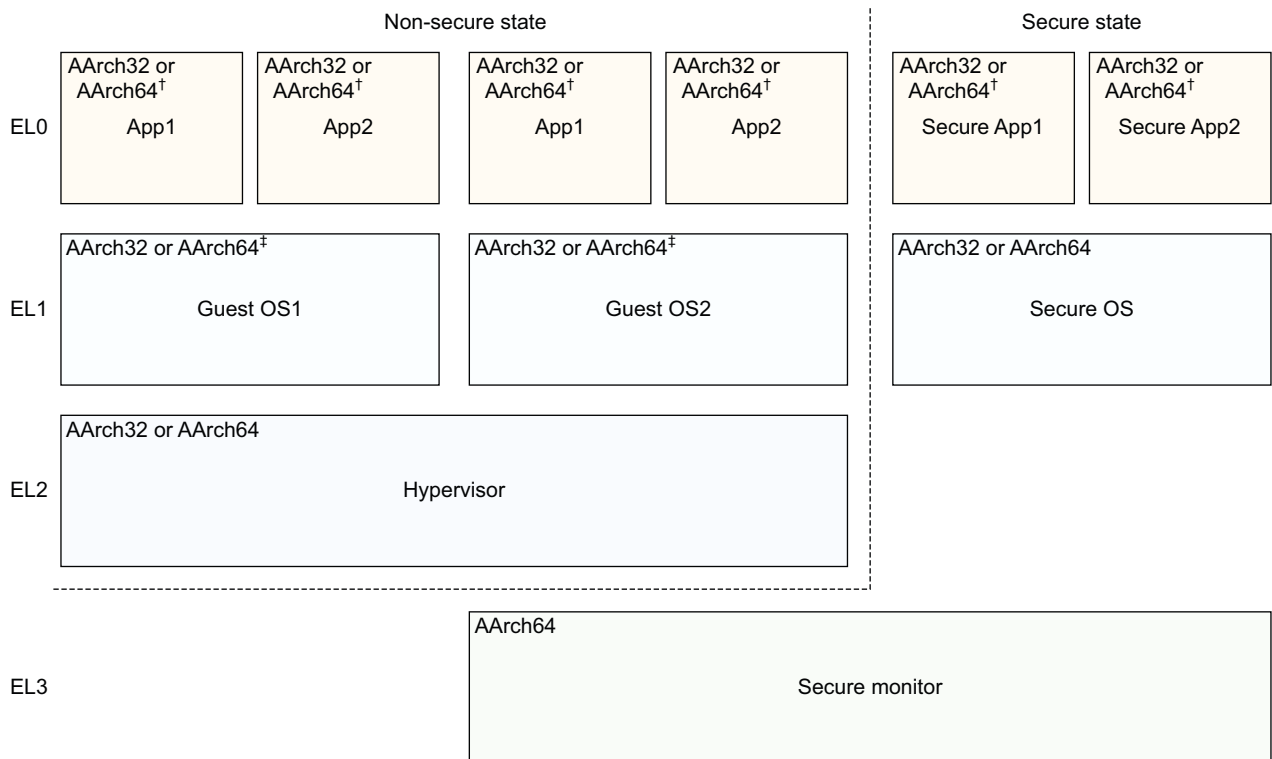 Non-secure state
Secure state
AArch32 or
AArch64†
App1
AArch32 or
AArch64†
App2
AArch32 or
AArch64†
App1
AArch32 or
AArch64†
App2
AArch32 or
AArch64†
Secure App1
AArch32 or
AArch64†
Secure App2
EL0
AArch32 or AArch64‡
Guest OS1
AArch32 or AArch64‡
Guest OS2
AArch32 or AArch64
Secure OS
EL1
AArch32 or AArch64
Hypervisor
EL2
AArch64
Secure monitor
EL3